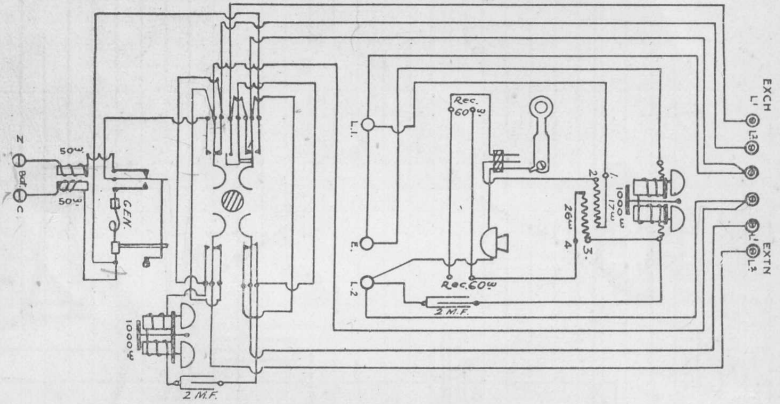 EXCH
L¹
L²
Rec.
60ω.
L.1.
50ω.
Z
Bat.
C
50ω.
GEN.
1.
2
1000ω
17ω
26ω
3.
4
E.
L.2
Rec. 60ω
2 M.F.
L¹
EXTN
L²
1000ω
2 M.F.